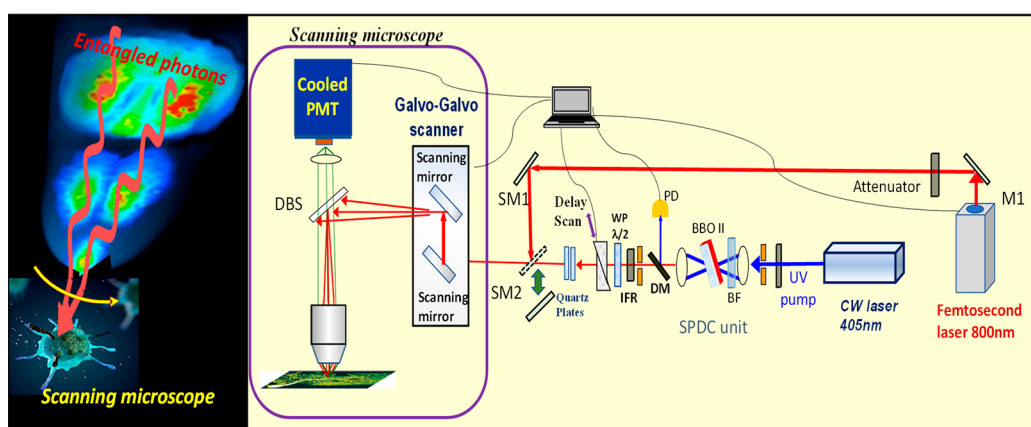 Entangled photons
Scanning microscope
Scanning microscope
Cooled
PMT
Galvo-Galvo
scanner
Scanning
mirror
DBS
Scanning
mirror
SM1
Attenuator
M1
Delay
Scan
PD
WP
λ/2
BBO II
SM2
Quartz
Plates
IFR
DM
BF
UV
pump
SPDC unit
CW laser
405nm
Femtosecond
laser 800nm